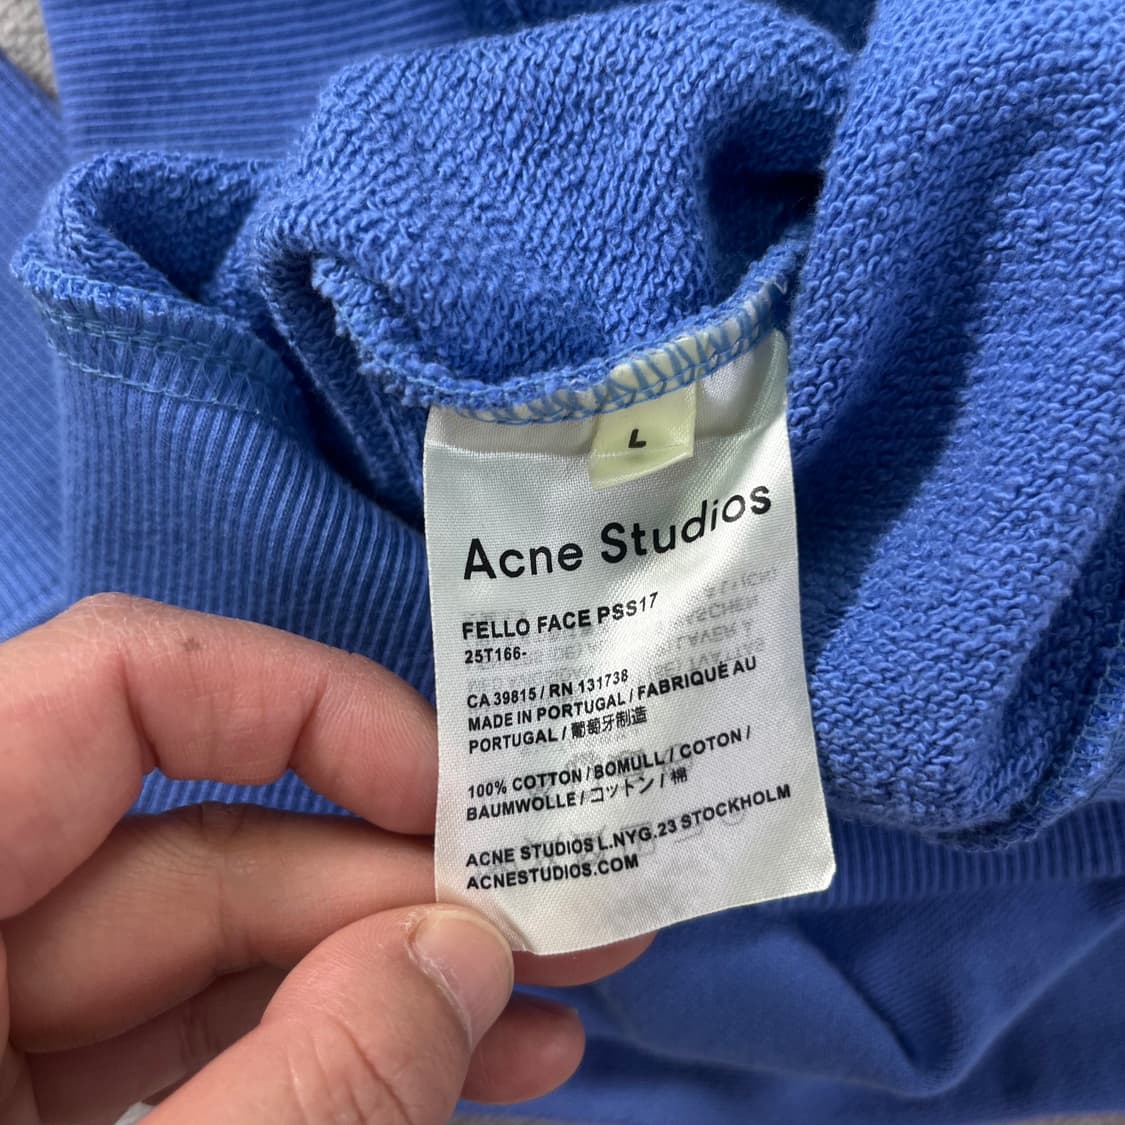 L
Acne Studios
FELLO FACE PSS17
25T166-
CA 39815 / RN 131738
MADE IN PORTUGAL / FABRIQUÉ AU
PORTUGAL / 葡萄牙制造
100% COTTON / BOMULL / COTON /
BAUMWOLLE / コットン / 棉
ACNE STUDIOS L.NYG.23 STOCKHOLM
ACNESTUDIOS.COM